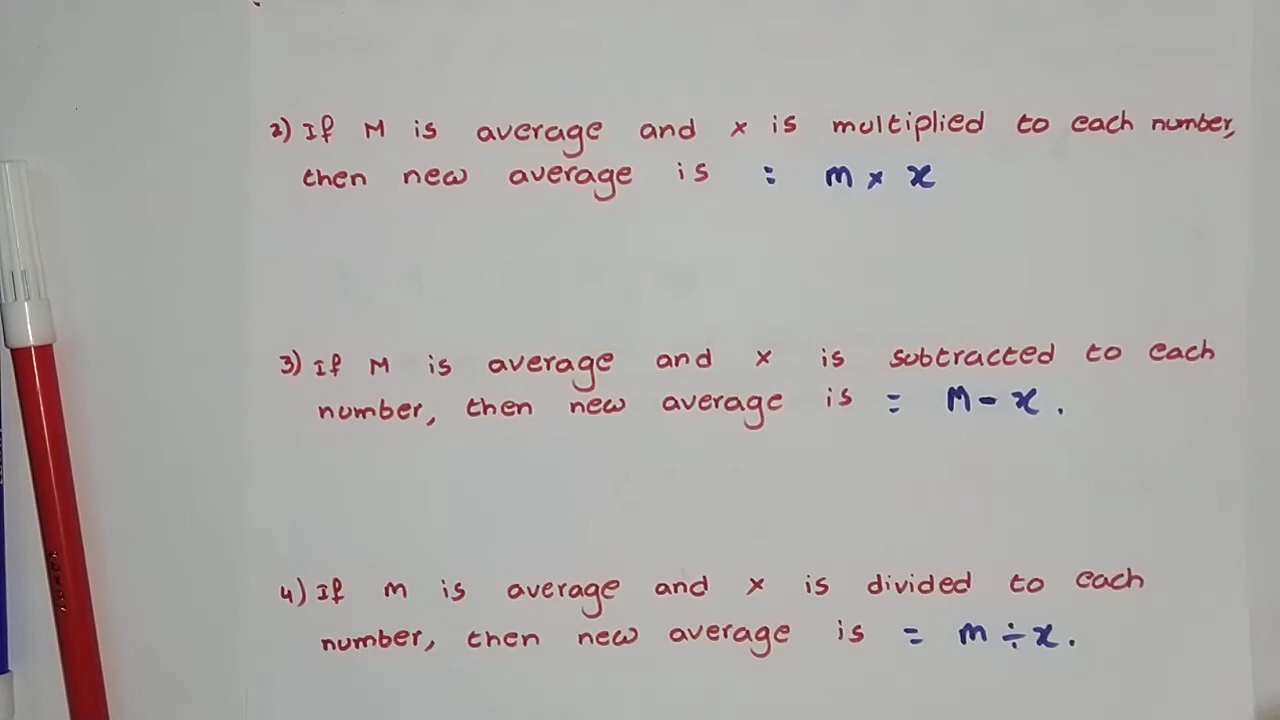 2) If M is average and x is multiplied to each number,
then new average is = m × x
3) If M is average and x is subtracted to each
number, then new average is = M - x.
4) If m is average and x is divided to each
number, then new average is = m ÷ x.